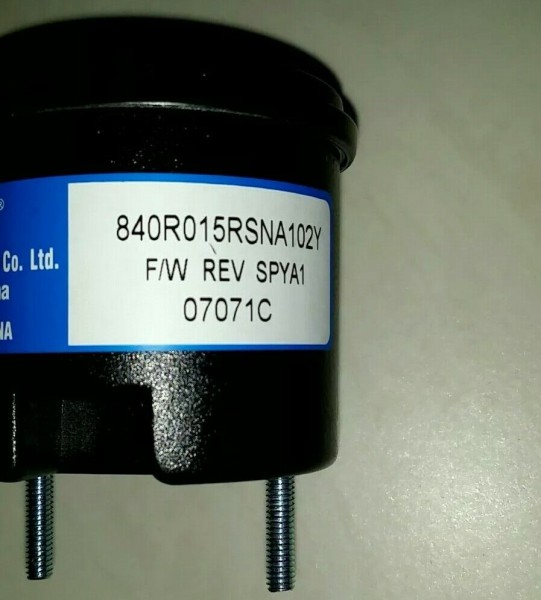 ®
Co. Ltd.
840R015RSNA102Y
F/W REV SPYA1
07071C